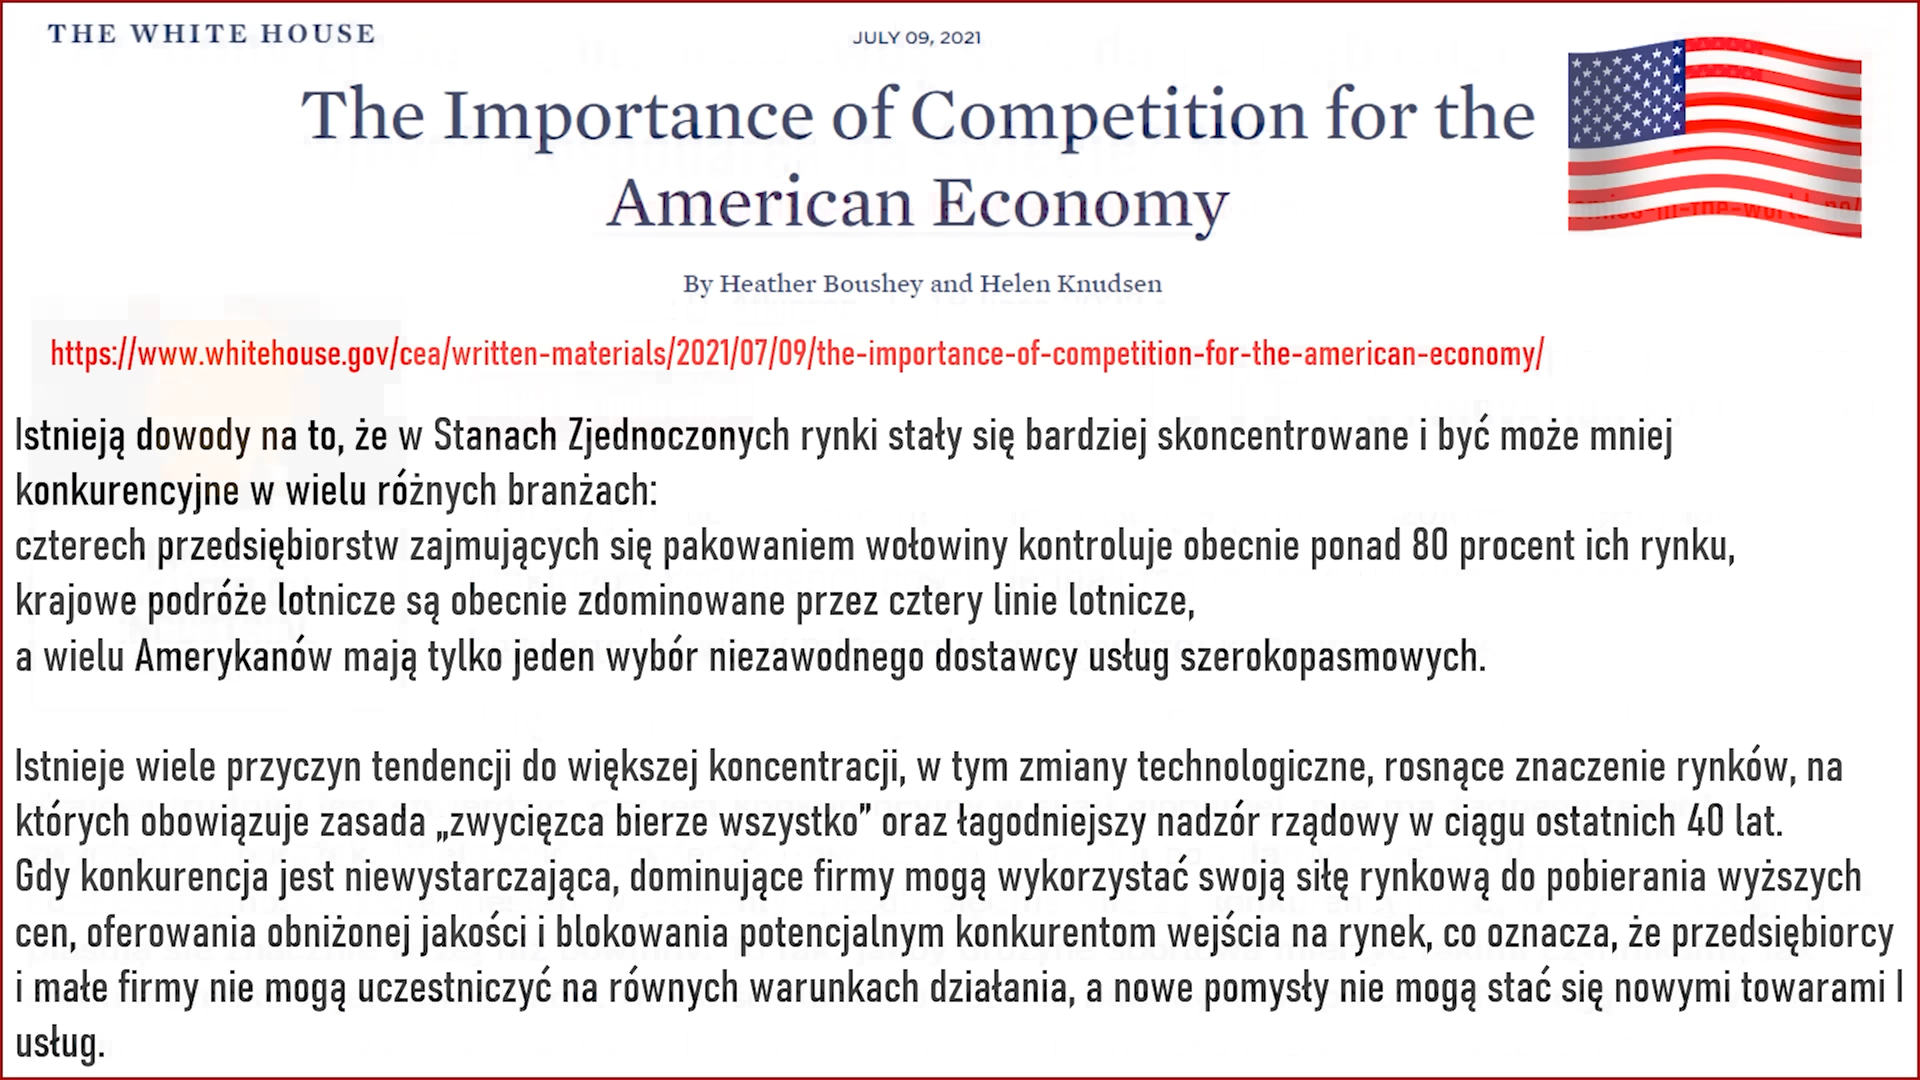 THE WHITE HOUSE
JULY 09, 2021
The Importance of Competition for the
American Economy
By Heather Boushey and Helen Knudsen
https://www.whitehouse.gov/cea/written-materials/2021/07/09/the-importance-of-competition-for-the-american-economy/
Istnieją dowody na to, że w Stanach Zjednoczonych rynki stały się bardziej skoncentrowane i być może mniej
konkurencyjne w wielu różnych branżach:
czterech przedsiębiorstw zajmujących się pakowaniem wołowiny kontroluje obecnie ponad 80 procent ich rynku,
krajowe podróże lotnicze są obecnie zdominowane przez cztery linie lotnicze,
a wielu Amerykanów mają tylko jeden wybór niezawodnego dostawcy usług szerokopasmowych.
Istnieje wiele przyczyn tendencji do większej koncentracji, w tym zmiany technologiczne, rosnące znaczenie rynków, na
których obowiązuje zasada „zwycięzca bierze wszystko” oraz łagodniejszy nadzór rządowy w ciągu ostatnich 40 lat.
Gdy konkurencja jest niewystarczająca, dominujące firmy mogą wykorzystać swoją siłę rynkową do pobierania wyższych
cen, oferowania obniżonej jakości i blokowania potencjalnym konkurentom wejścia na rynek, co oznacza, że przedsiębiorcy
i małe firmy nie mogą uczestniczyć na równych warunkach działania, a nowe pomysły nie mogą stać się nowymi towarami I
usług.